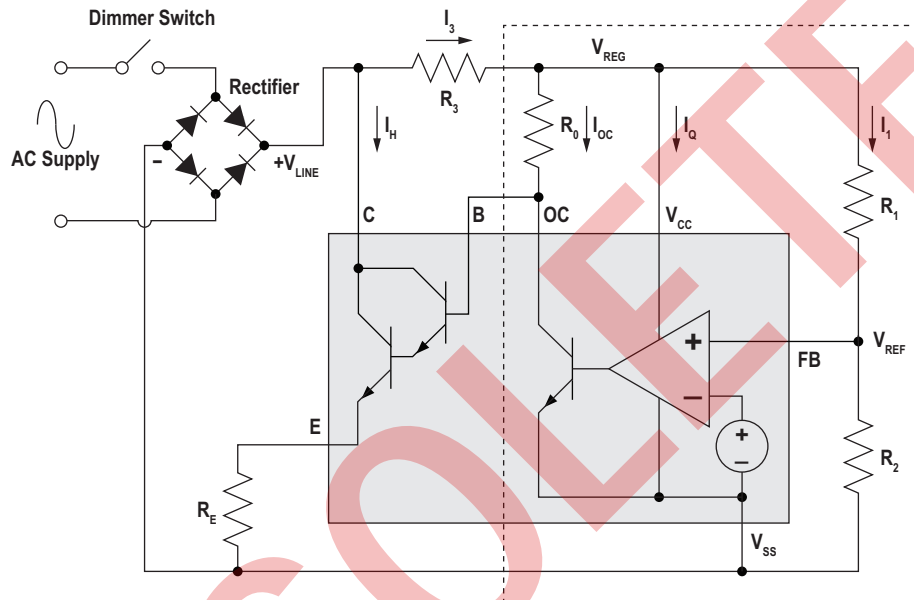 Dimmer Switch
I3
VREG
R3
Rectifier
AC Supply
–
+VLINE
IH
R0
IOC
IQ
I1
R1
C
B
OC
VCC
+
–
FB
VREF
+
–
E
RE
R2
VSS
OBSOLETE